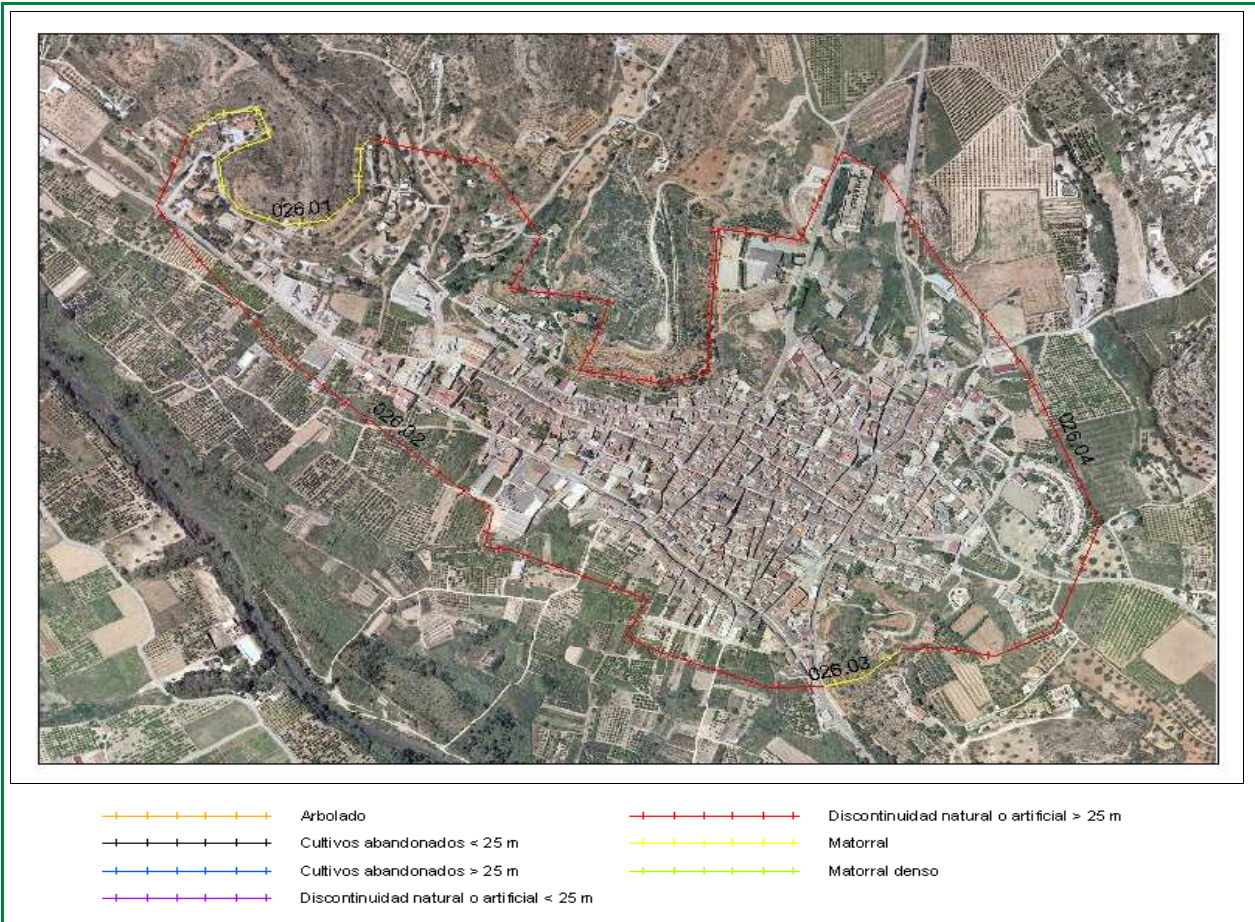 026.01
026.02
026.04
026.03
Arbolado
Cultivos abandonados < 25 m
Cultivos abandonados > 25 m
Discontinuidad natural o artificial < 25 m
Discontinuidad natural o artificial > 25 m
Matorral
Matorral denso